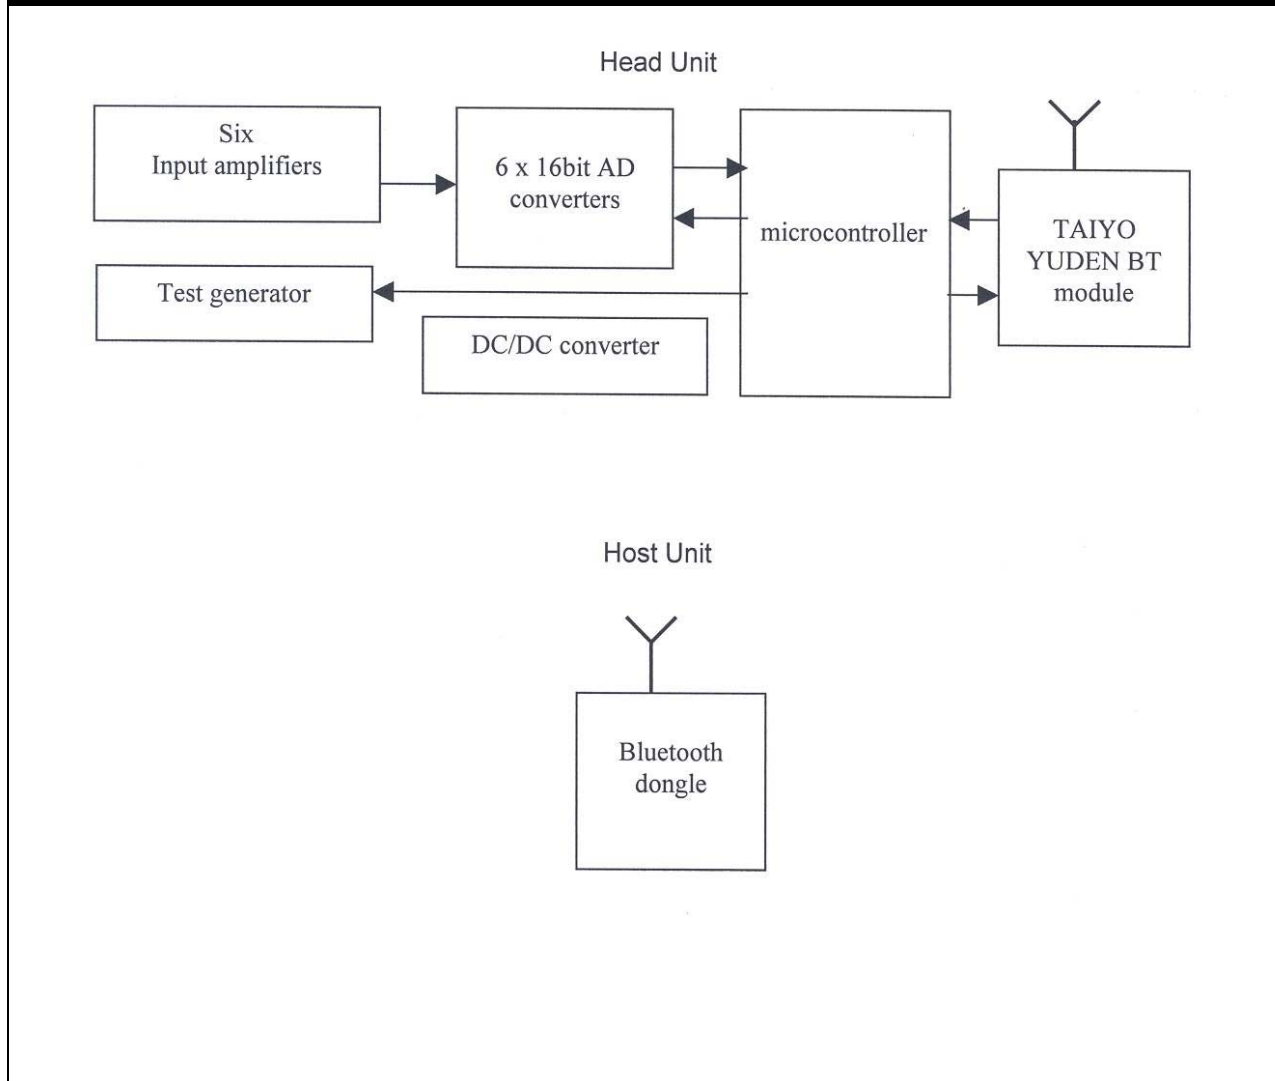 Head Unit
Six
Input amplifiers
6 x 16bit AD
converters
microcontroller
TAIYO
YUDEN BT
module
Test generator
DC/DC converter
Host Unit
Bluetooth
dongle